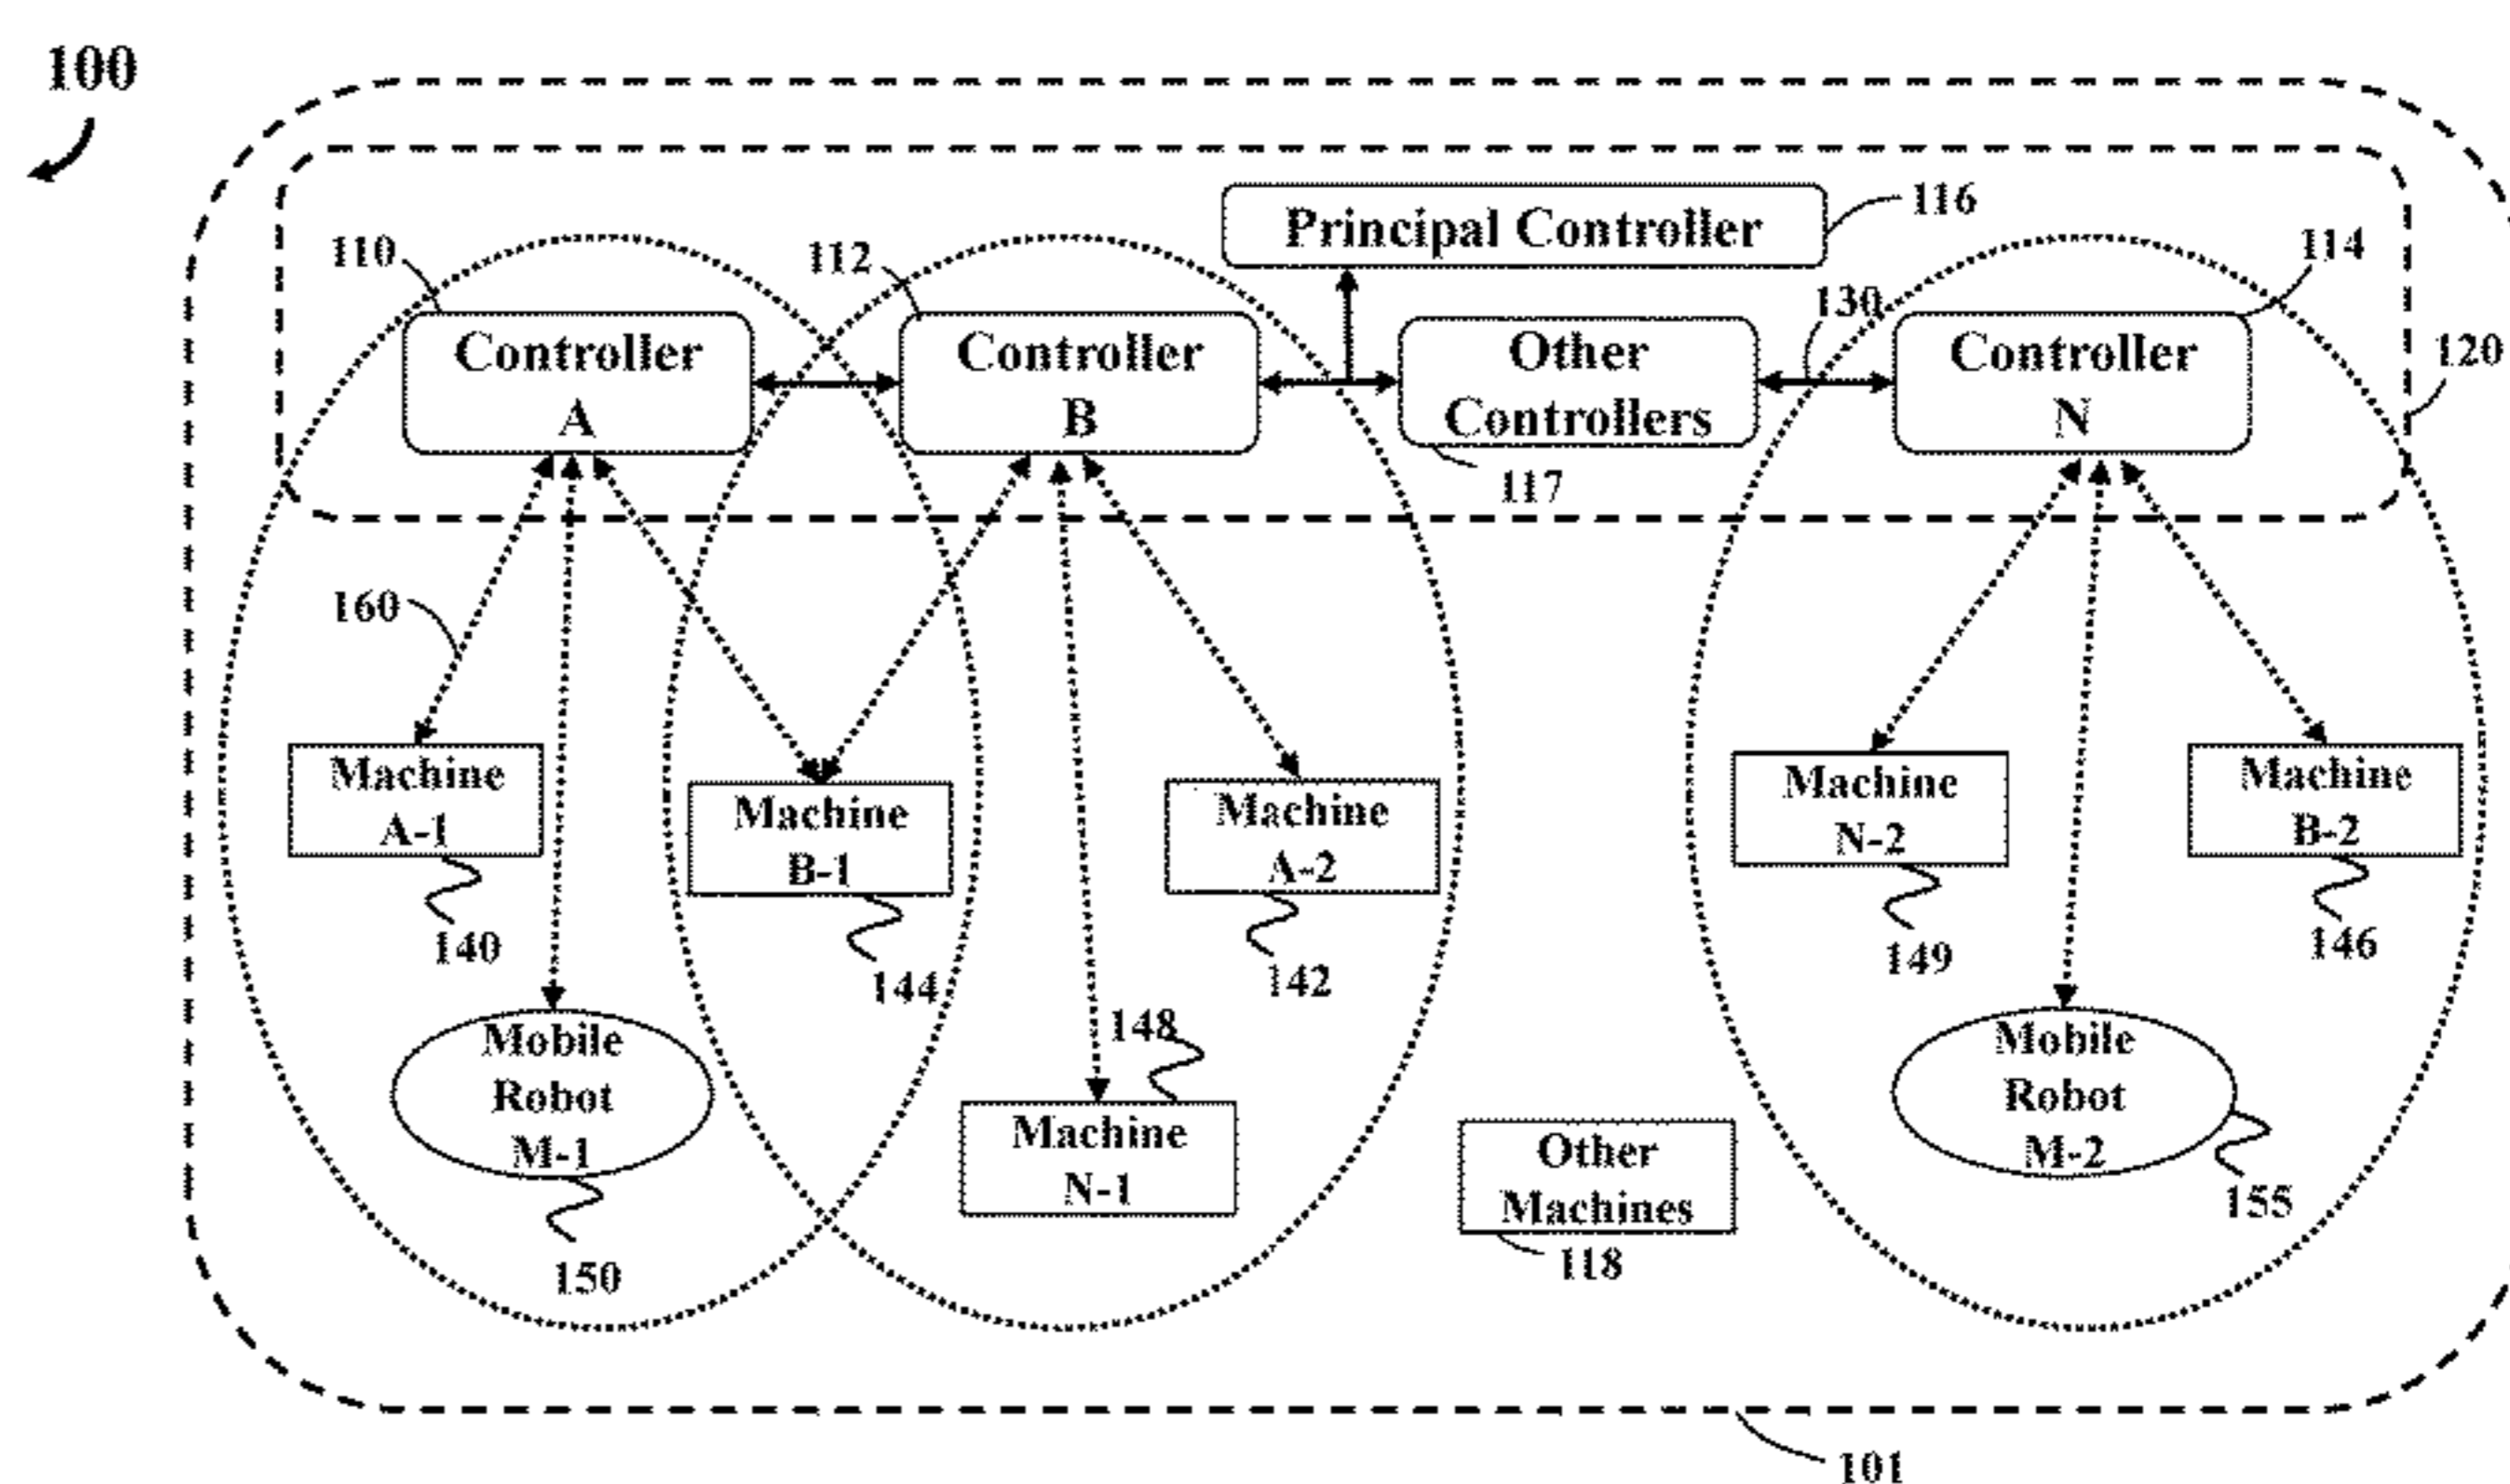 100
Principal Controller
116
110
112
114
130
Controller
A
Controller
B
Other
Controllers
Controller
N
120
117
160
Machine
A-1
Machine
B-1
Machine
A-2
Machine
N-2
Machine
B-2
140
144
142
149
146
148
Mobile
Robot
M-1
Machine
N-1
Other
Machines
Mobile
Robot
M-2
150
118
155
101